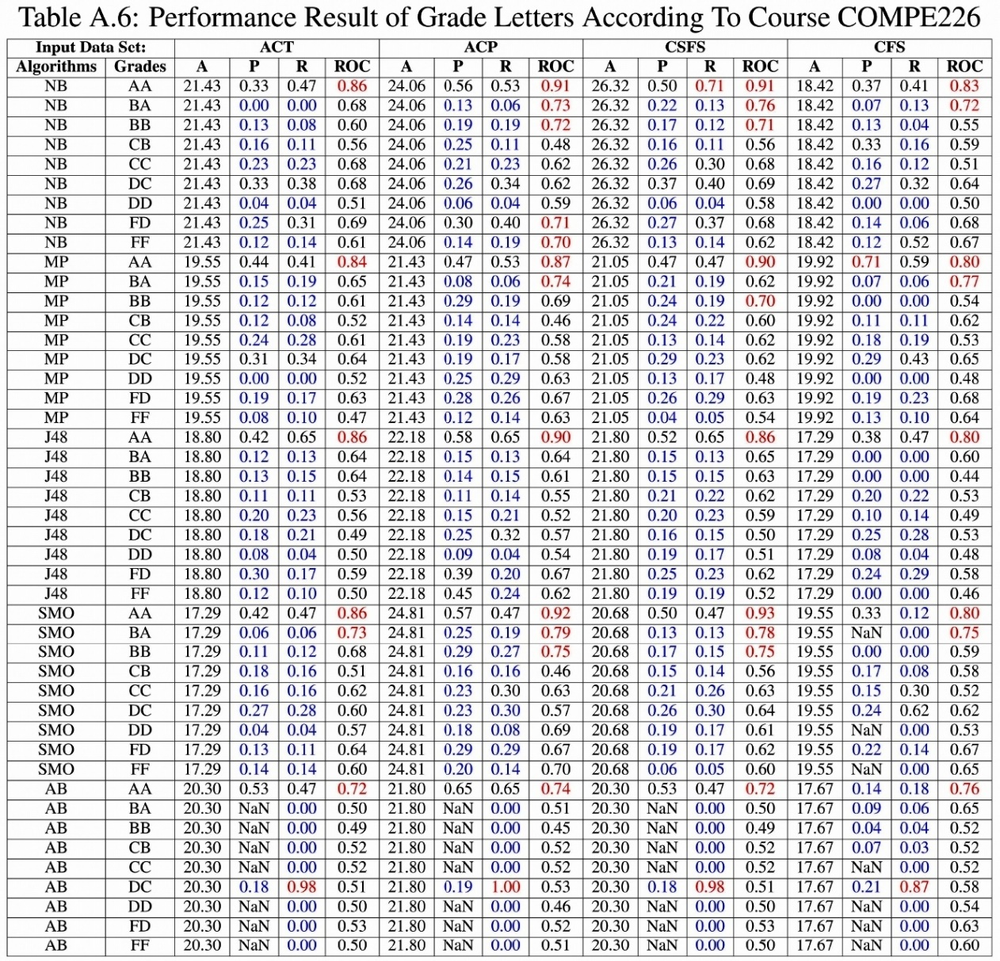 Table A.6: Performance Result of Grade Letters According To Course COMPE226
Input Data Set: ACT ACP CSFS CFS
Algorithms Grades A P R ROC A P R ROC A P R ROC A P R ROC
NB AA 21.43 0.33 0.47 0.86 24.06 0.56 0.53 0.91 26.32 0.50 0.71 0.91 18.42 0.37 0.41 0.83
NB BA 21.43 0.00 0.00 0.68 24.06 0.13 0.06 0.73 26.32 0.22 0.13 0.76 18.42 0.07 0.13 0.72
NB BB 21.43 0.13 0.08 0.60 24.06 0.19 0.19 0.72 26.32 0.17 0.12 0.71 18.42 0.13 0.04 0.55
NB CB 21.43 0.16 0.11 0.56 24.06 0.25 0.11 0.48 26.32 0.16 0.11 0.56 18.42 0.33 0.16 0.59
NB CC 21.43 0.23 0.23 0.68 24.06 0.21 0.23 0.62 26.32 0.26 0.30 0.68 18.42 0.16 0.12 0.51
NB DC 21.43 0.33 0.38 0.68 24.06 0.26 0.34 0.62 26.32 0.37 0.40 0.69 18.42 0.27 0.32 0.64
NB DD 21.43 0.04 0.04 0.51 24.06 0.06 0.04 0.59 26.32 0.06 0.04 0.58 18.42 0.00 0.00 0.50
NB FD 21.43 0.25 0.31 0.69 24.06 0.30 0.40 0.71 26.32 0.27 0.37 0.68 18.42 0.14 0.06 0.68
NB FF 21.43 0.12 0.14 0.61 24.06 0.14 0.19 0.70 26.32 0.13 0.14 0.62 18.42 0.12 0.52 0.67
MP AA 19.55 0.44 0.41 0.84 21.43 0.47 0.53 0.87 21.05 0.47 0.47 0.90 19.92 0.71 0.59 0.80
MP BA 19.55 0.15 0.19 0.65 21.43 0.08 0.06 0.74 21.05 0.21 0.19 0.62 19.92 0.07 0.06 0.77
MP BB 19.55 0.12 0.12 0.61 21.43 0.29 0.19 0.69 21.05 0.24 0.19 0.70 19.92 0.00 0.00 0.54
MP CB 19.55 0.12 0.08 0.52 21.43 0.14 0.14 0.46 21.05 0.24 0.22 0.60 19.92 0.11 0.11 0.62
MP CC 19.55 0.24 0.28 0.61 21.43 0.19 0.23 0.58 21.05 0.13 0.14 0.62 19.92 0.18 0.19 0.53
MP DC 19.55 0.31 0.34 0.64 21.43 0.19 0.17 0.58 21.05 0.29 0.23 0.62 19.92 0.29 0.43 0.65
MP DD 19.55 0.00 0.00 0.52 21.43 0.25 0.29 0.63 21.05 0.13 0.17 0.48 19.92 0.00 0.00 0.48
MP FD 19.55 0.19 0.17 0.63 21.43 0.28 0.26 0.67 21.05 0.26 0.29 0.63 19.92 0.19 0.23 0.68
MP FF 19.55 0.08 0.10 0.47 21.43 0.12 0.14 0.63 21.05 0.04 0.05 0.54 19.92 0.13 0.10 0.64
J48 AA 18.80 0.42 0.65 0.86 22.18 0.58 0.65 0.90 21.80 0.52 0.65 0.86 17.29 0.38 0.47 0.80
J48 BA 18.80 0.12 0.13 0.64 22.18 0.15 0.13 0.64 21.80 0.15 0.13 0.65 17.29 0.00 0.00 0.60
J48 BB 18.80 0.13 0.15 0.64 22.18 0.14 0.15 0.61 21.80 0.15 0.15 0.63 17.29 0.00 0.00 0.44
J48 CB 18.80 0.11 0.11 0.53 22.18 0.11 0.14 0.55 21.80 0.21 0.22 0.62 17.29 0.20 0.22 0.53
J48 CC 18.80 0.20 0.23 0.56 22.18 0.15 0.21 0.52 21.80 0.20 0.23 0.59 17.29 0.10 0.14 0.49
J48 DC 18.80 0.18 0.21 0.49 22.18 0.25 0.32 0.57 21.80 0.16 0.15 0.50 17.29 0.25 0.28 0.53
J48 DD 18.80 0.08 0.04 0.50 22.18 0.09 0.04 0.54 21.80 0.19 0.17 0.51 17.29 0.08 0.04 0.48
J48 FD 18.80 0.30 0.17 0.59 22.18 0.39 0.20 0.67 21.80 0.25 0.23 0.62 17.29 0.24 0.29 0.58
J48 FF 18.80 0.12 0.10 0.50 22.18 0.45 0.24 0.62 21.80 0.19 0.19 0.52 17.29 0.00 0.00 0.46
SMO AA 17.29 0.42 0.47 0.86 24.81 0.57 0.47 0.92 20.68 0.50 0.47 0.93 19.55 0.33 0.12 0.80
SMO BA 17.29 0.06 0.06 0.73 24.81 0.25 0.19 0.79 20.68 0.13 0.13 0.78 19.55 NaN 0.00 0.75
SMO BB 17.29 0.11 0.12 0.68 24.81 0.29 0.27 0.75 20.68 0.17 0.15 0.75 19.55 0.00 0.00 0.59
SMO CB 17.29 0.18 0.16 0.51 24.81 0.16 0.16 0.46 20.68 0.15 0.14 0.56 19.55 0.17 0.08 0.58
SMO CC 17.29 0.16 0.16 0.62 24.81 0.23 0.30 0.63 20.68 0.21 0.26 0.63 19.55 0.15 0.30 0.52
SMO DC 17.29 0.27 0.28 0.60 24.81 0.23 0.30 0.57 20.68 0.26 0.30 0.64 19.55 0.24 0.62 0.62
SMO DD 17.29 0.04 0.04 0.57 24.81 0.18 0.08 0.69 20.68 0.19 0.17 0.61 19.55 NaN 0.00 0.53
SMO FD 17.29 0.13 0.11 0.64 24.81 0.29 0.29 0.67 20.68 0.19 0.17 0.62 19.55 0.22 0.14 0.67
SMO FF 17.29 0.14 0.14 0.60 24.81 0.20 0.14 0.70 20.68 0.06 0.05 0.60 19.55 NaN 0.00 0.65
AB AA 20.30 0.53 0.47 0.72 21.80 0.65 0.65 0.74 20.30 0.53 0.47 0.72 17.67 0.14 0.18 0.76
AB BA 20.30 NaN 0.00 0.50 21.80 NaN 0.00 0.51 20.30 NaN 0.00 0.50 17.67 0.09 0.06 0.65
AB BB 20.30 NaN 0.00 0.49 21.80 NaN 0.00 0.45 20.30 NaN 0.00 0.49 17.67 0.04 0.04 0.52
AB CB 20.30 NaN 0.00 0.52 21.80 NaN 0.00 0.52 20.30 NaN 0.00 0.52 17.67 0.07 0.03 0.52
AB CC 20.30 NaN 0.00 0.52 21.80 NaN 0.00 0.52 20.30 NaN 0.00 0.52 17.67 NaN 0.00 0.52
AB DC 20.30 0.18 0.98 0.51 21.80 0.19 1.00 0.53 20.30 0.18 0.98 0.51 17.67 0.21 0.87 0.58
AB DD 20.30 NaN 0.00 0.50 21.80 NaN 0.00 0.46 20.30 NaN 0.00 0.50 17.67 NaN 0.00 0.54
AB FD 20.30 NaN 0.00 0.53 21.80 NaN 0.00 0.52 20.30 NaN 0.00 0.53 17.67 NaN 0.00 0.63
AB FF 20.30 NaN 0.00 0.50 21.80 NaN 0.00 0.51 20.30 NaN 0.00 0.50 17.67 NaN 0.00 0.60